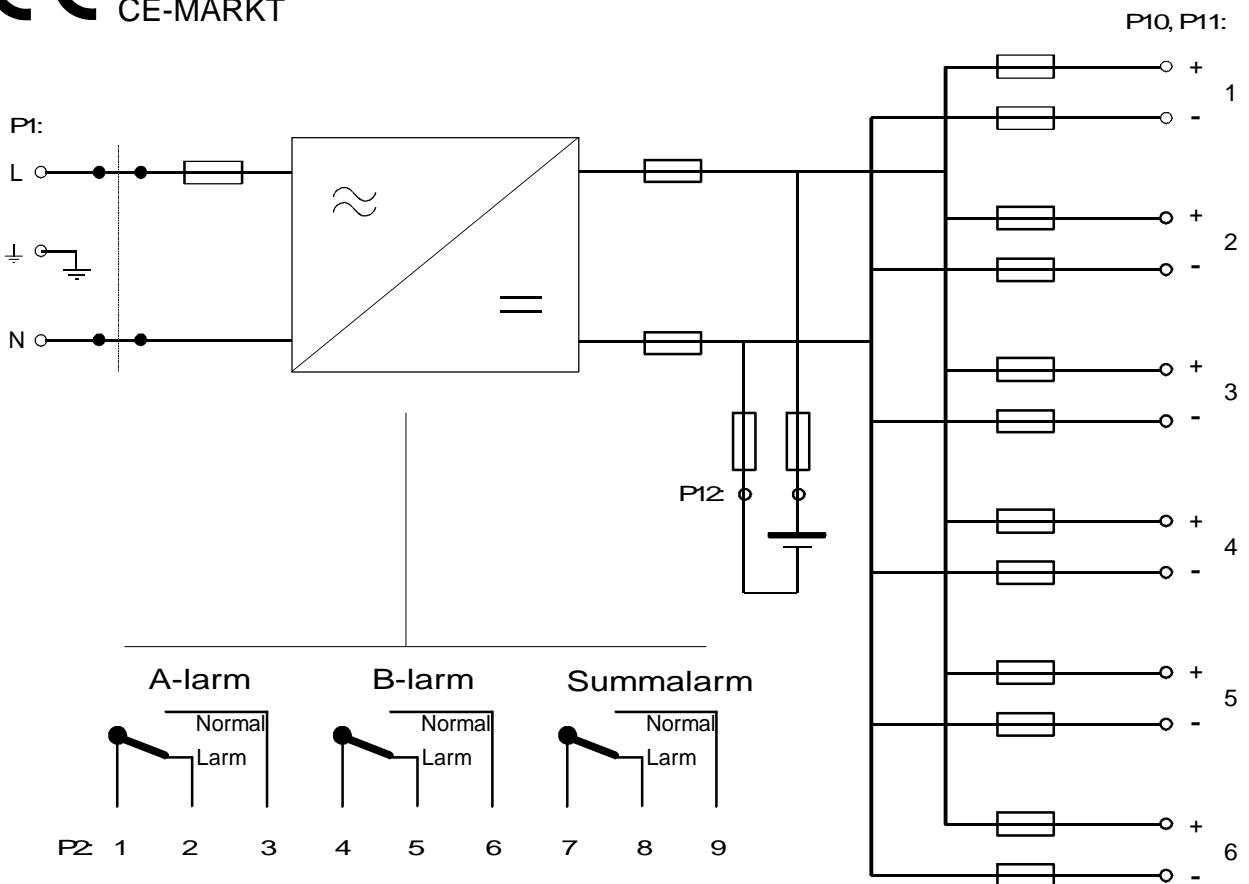 CE-MARKT
P10, P11:
+
1
-
P1:
L
+
2
-
N
+
3
-
P12:
+
4
-
+
5
-
A-larm B-larm Summalarm
Normal Normal Normal
Larm Larm Larm
+
6
-
P2: 1 2 3 4 5 6 7 8 9